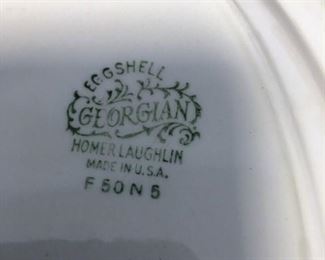 EGGSHELL
GEORGIAN
HOMER LAUGHLIN
MADE IN U.S.A.
F 50 N 5